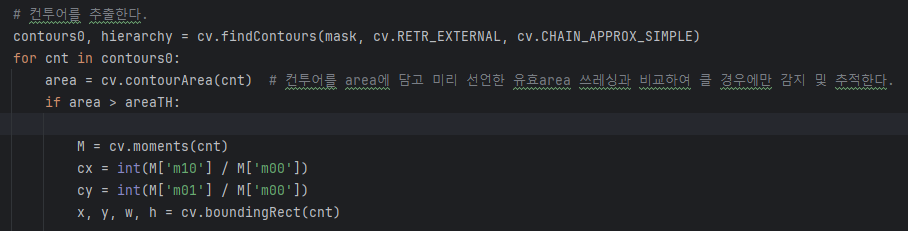 # 컨투어를 추출한다.
contours0, hierarchy = cv.findContours(mask, cv.RETR_EXTERNAL, cv.CHAIN_APPROX_SIMPLE)
for cnt in contours0:
    area = cv.contourArea(cnt)  # 컨투어를 area에 담고 미리 선언한 유효area 쓰레싱과 비교하여 클 경우에만 감지 및 추적한다.
    if area > areaTH:
        M = cv.moments(cnt)
        cx = int(M['m10'] / M['m00'])
        cy = int(M['m01'] / M['m00'])
        x, y, w, h = cv.boundingRect(cnt)